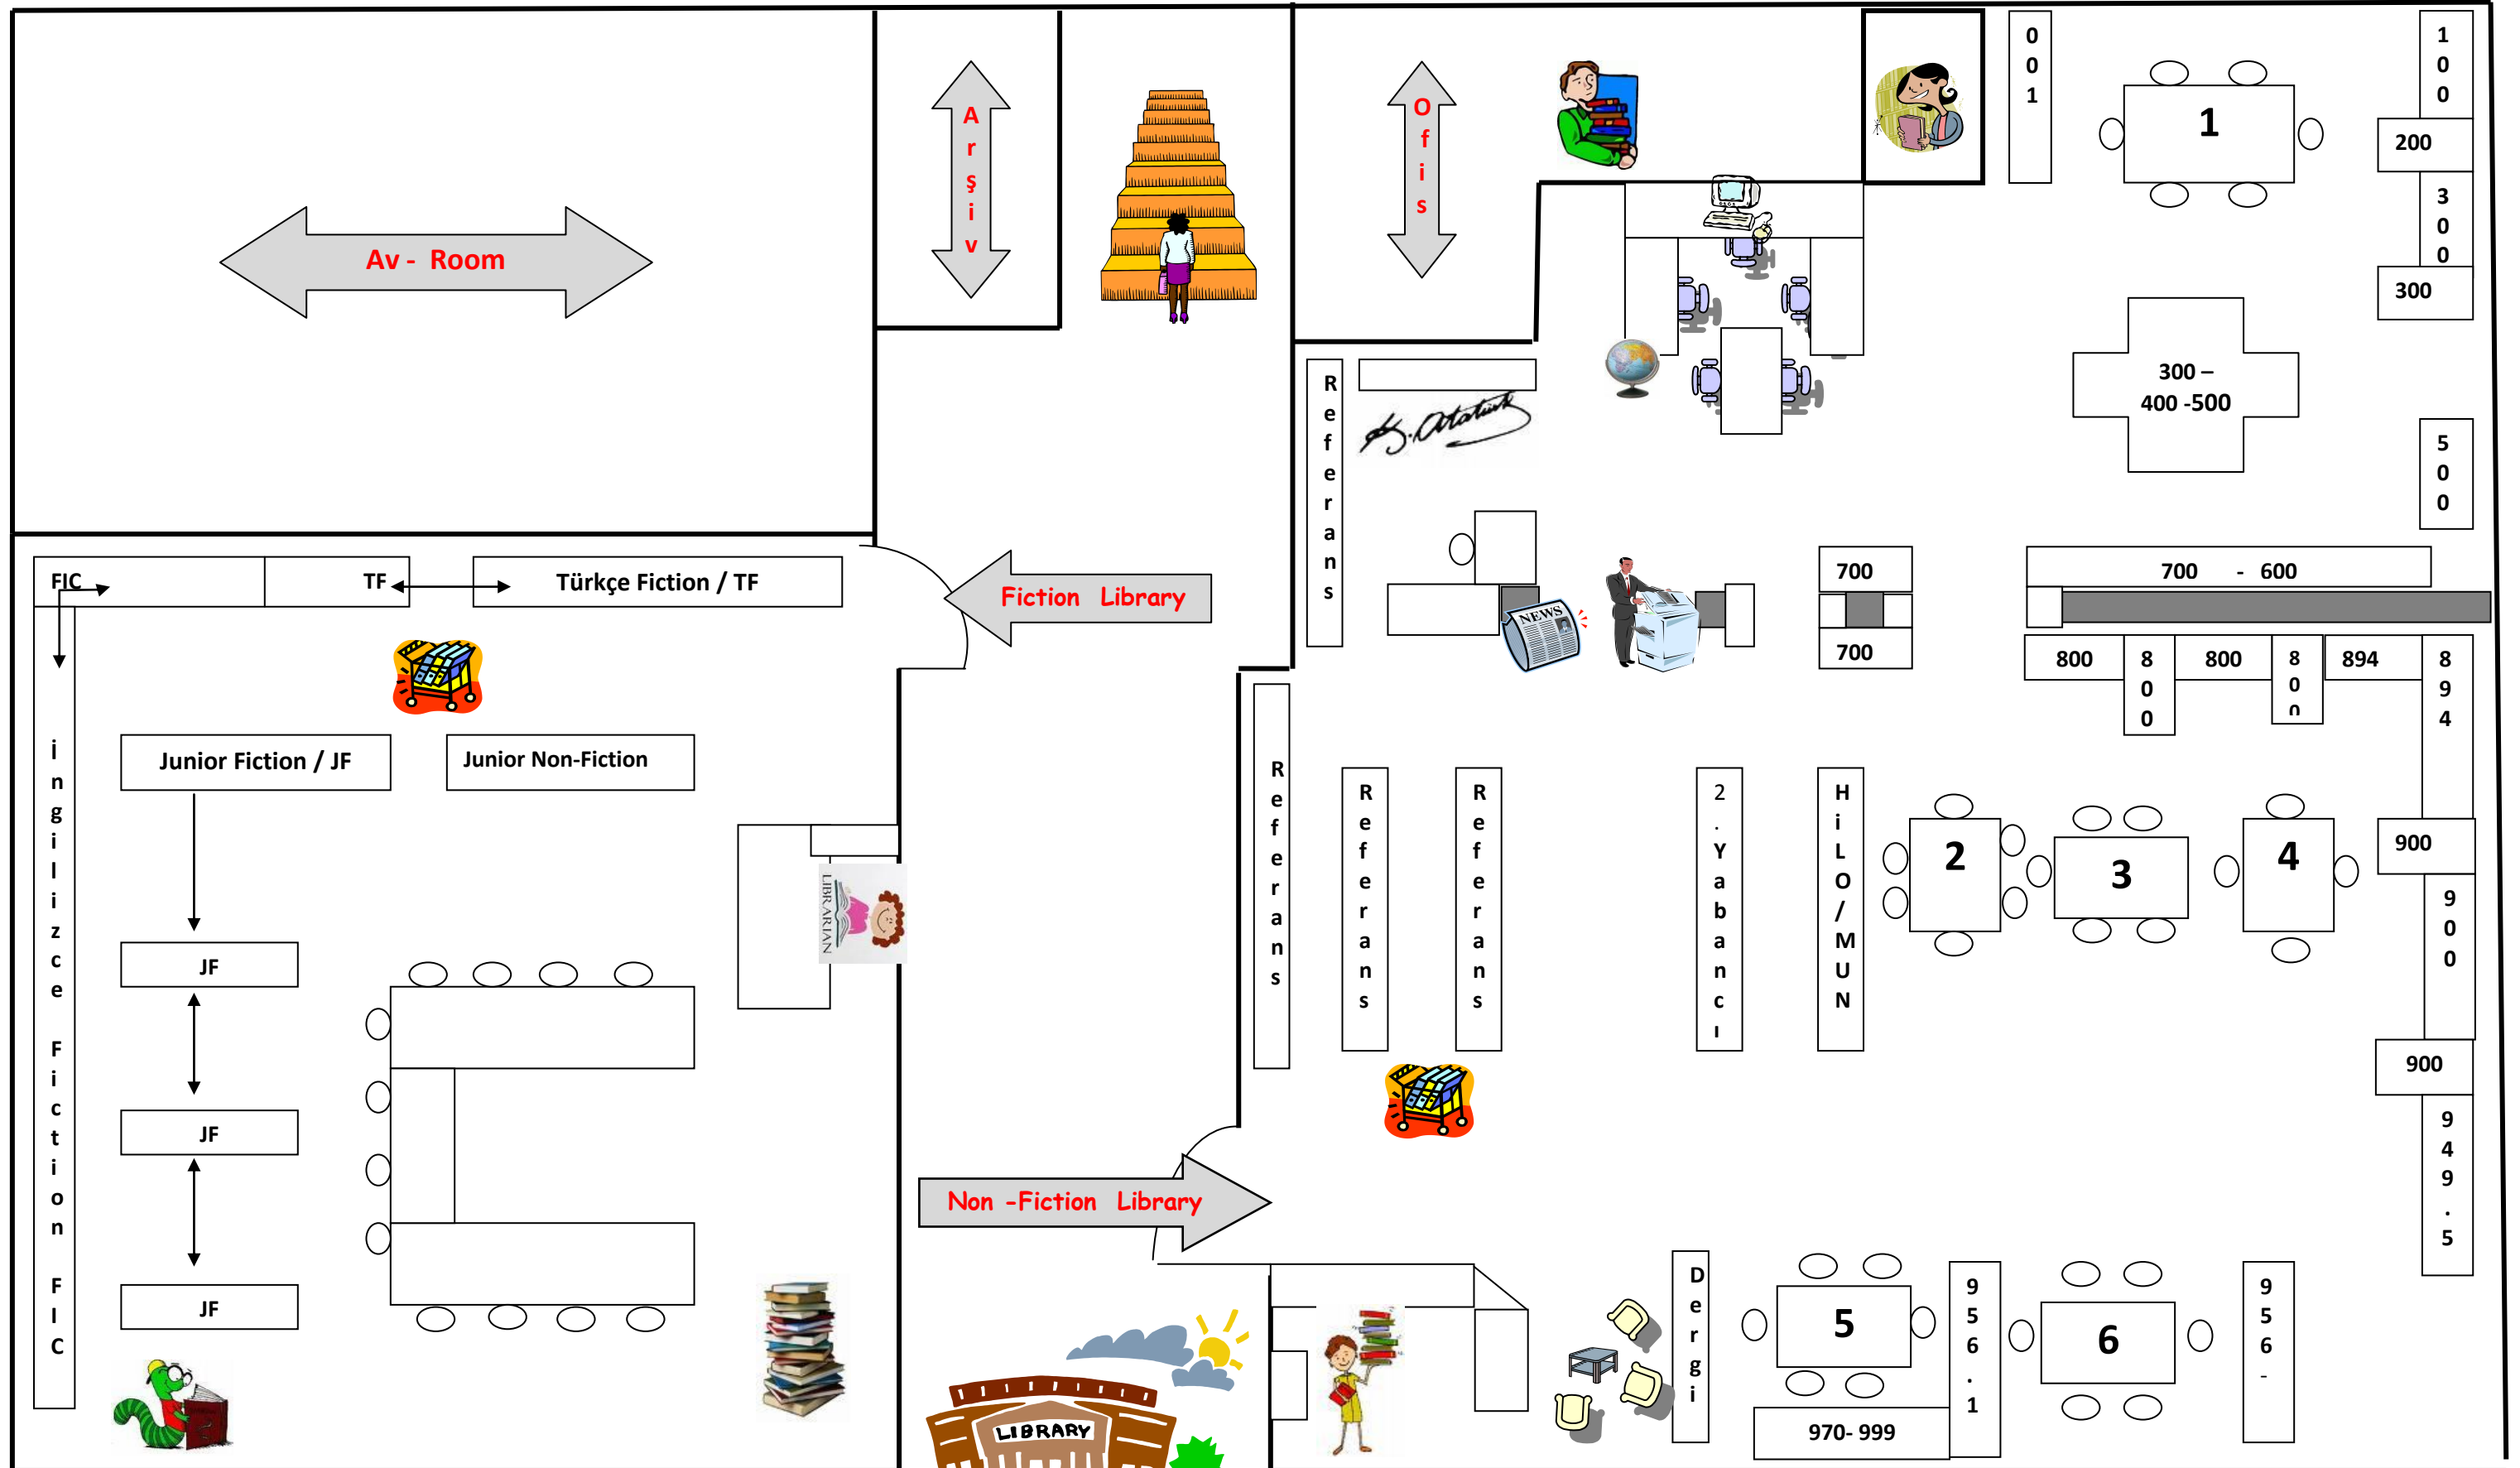 Av - Room
Arşiv
Ofis
001
1
100
200
300
300
300 –
400 -500
500
Referans
K. Atatürk
FIC
TF
Türkçe Fiction / TF
Fiction Library
NEWS
700
700
700 - 600
800
800
800
800
894
894
İngilizce Fiction FIC
Junior Fiction / JF
Junior Non-Fiction
LIBRARIAN
JF
JF
JF
Referans
Referans
Referans
2.Yabancı
HiLO/MUN
2
3
4
900
900
900
949.5
Non -Fiction Library
LIBRARY
Dergi
5
956.1
6
956-
970- 999